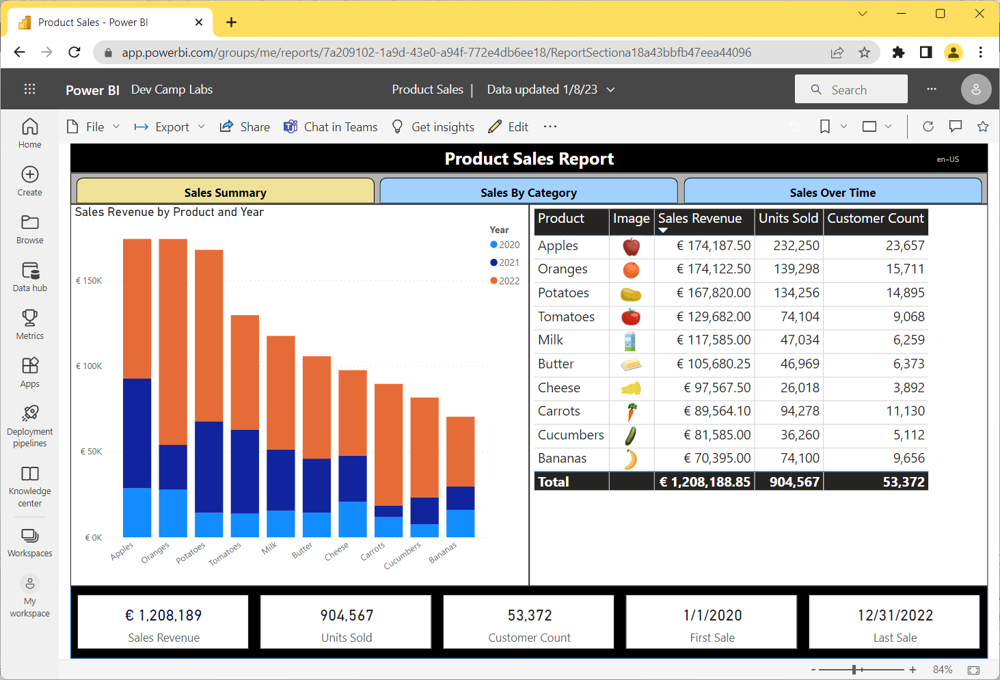 Product Sales - Power BI
app.powerbi.com/groups/me/reports/7a209102-1a9d-43e0-a94f-772e4db6ee18/ReportSectiona18a43bbfb47eea44096
Power BI Dev Camp Labs
Product Sales | Data updated 1/8/23
Search
File
Export
Share
Chat in Teams
Get insights
Edit
Home
Create
Browse
Data hub
Metrics
Apps
Deployment
pipelines
Knowledge
center
Workspaces
My
workspace
Product Sales Report
en-US
Sales Summary
Sales By Category
Sales Over Time
Sales Revenue by Product and Year
Year
2020
2021
2022
€ 150K
€ 100K
€ 50K
€ 0K
Apples
Oranges
Potatoes
Tomatoes
Milk
Butter
Cheese
Carrots
Cucumbers
Bananas
Product Image Sales Revenue Units Sold Customer Count
Apples € 174,187.50 232,250 23,657
Oranges € 174,122.50 139,298 15,711
Potatoes € 167,820.00 134,256 14,895
Tomatoes € 129,682.00 74,104 9,068
Milk € 117,585.00 47,034 6,259
Butter € 105,680.25 46,969 6,373
Cheese € 97,567.50 26,018 3,892
Carrots € 89,564.10 94,278 11,130
Cucumbers € 81,585.00 36,260 5,112
Bananas € 70,395.00 74,100 9,656
Total € 1,208,188.85 904,567 53,372
€ 1,208,189
Sales Revenue
904,567
Units Sold
53,372
Customer Count
1/1/2020
First Sale
12/31/2022
Last Sale
- + 84%